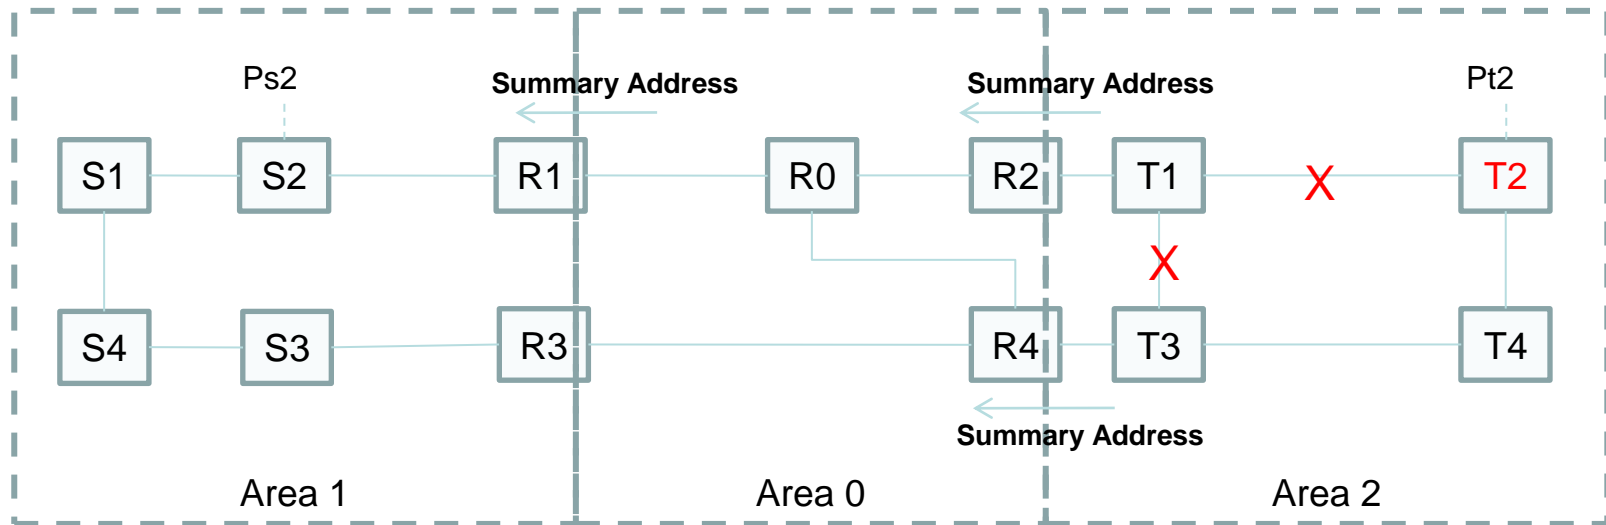 Ps2
Summary Address
Summary Address
Pt2
S1
S2
R1
R0
R2
T1
X
T2
X
S4
S3
R3
R4
T3
T4
Summary Address
Area 1
Area 0
Area 2